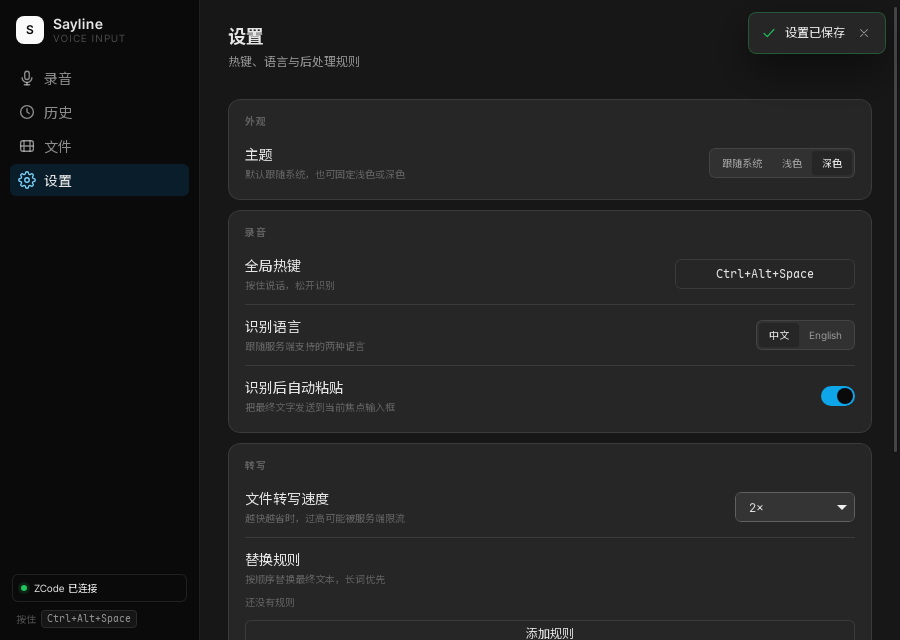 S
Sayline
VOICE INPUT
录音
历史
文件
设置
ZCode 已连接
按住 Ctrl+Alt+Space
设置
热键、语言与后处理规则
设置已保存
外观
主题
默认跟随系统，也可固定浅色或深色
跟随系统 浅色 深色
录音
全局热键
按住说话，松开识别
Ctrl+Alt+Space
识别语言
跟随服务端支持的两种语言
中文 English
识别后自动粘贴
把最终文字发送到当前焦点输入框
转写
文件转写速度
越快越省时，过高可能被服务端限流
2×
替换规则
按顺序替换最终文本，长词优先
还没有规则
添加规则